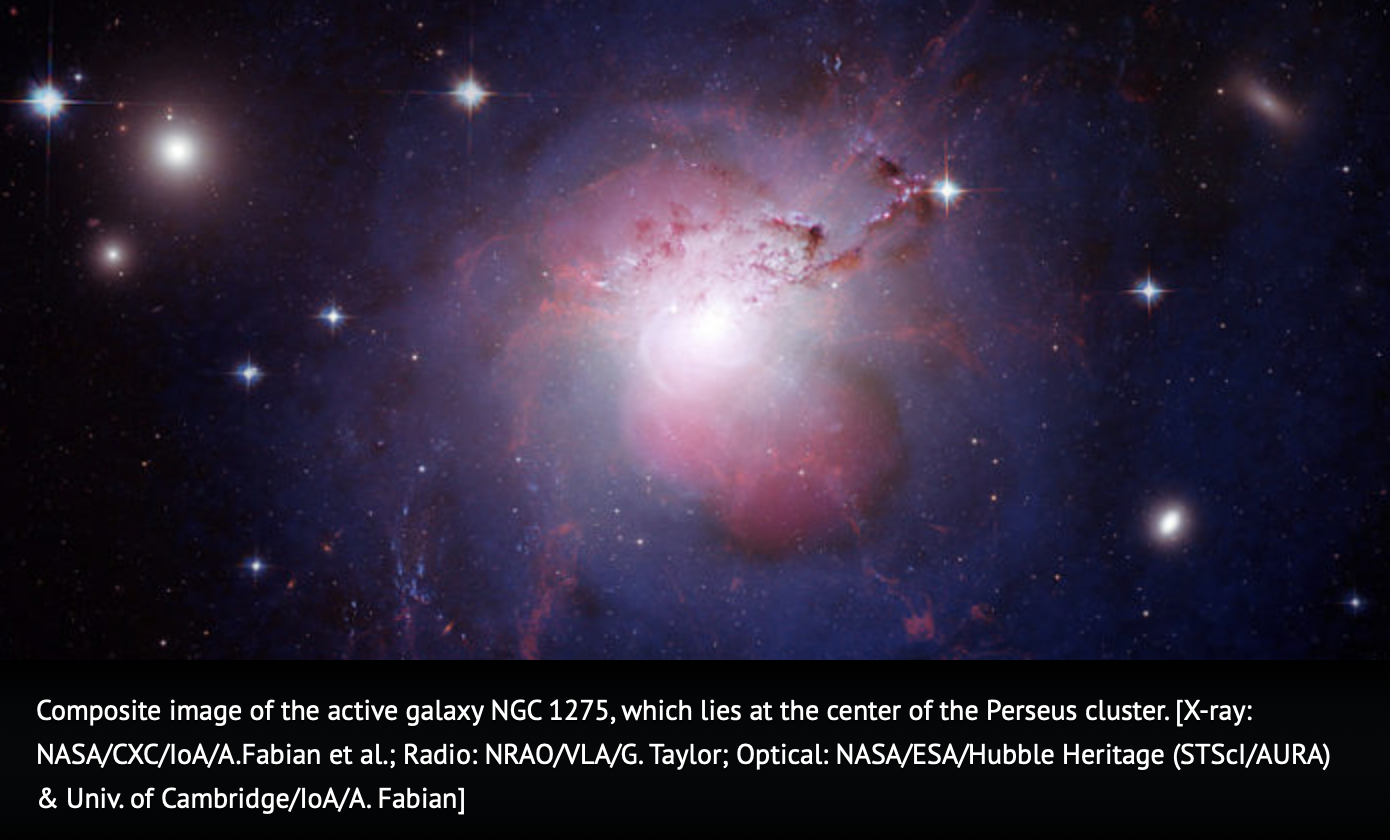 Composite image of the active galaxy NGC 1275, which lies at the center of the Perseus cluster. [X-ray:
NASA/CXC/IoA/A.Fabian et al.; Radio: NRAO/VLA/G. Taylor; Optical: NASA/ESA/Hubble Heritage (STScI/AURA)
& Univ. of Cambridge/IoA/A. Fabian]